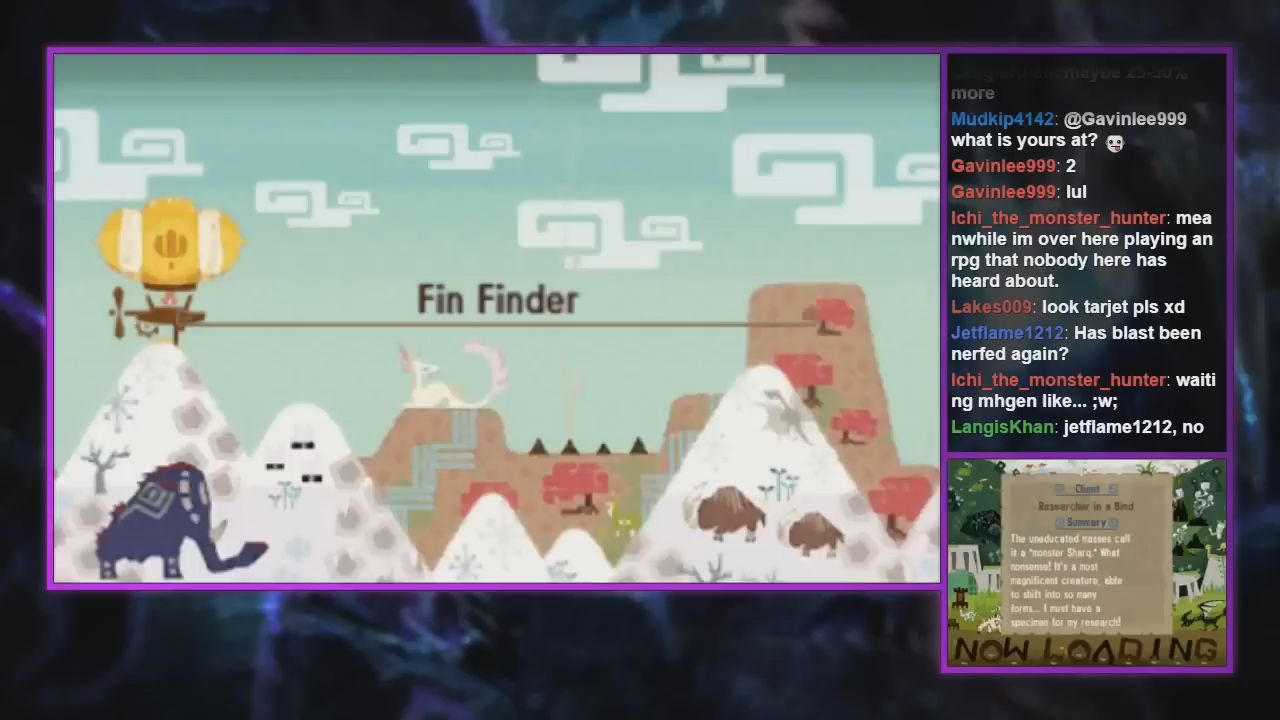 Fin Finder
maybe 25-50%
more
Mudkip4142: @Gavinlee999
what is yours at?
Gavinlee999: 2
Gavinlee999: lul
Ichi_the_monster_hunter: mea
nwhile im over here playing an
rpg that nobody here has
heard about.
Lakes009: look tarjet pls xd
Jetflame1212: Has blast been
nerfed again?
Ichi_the_monster_hunter: waiti
ng mhgen like... ;w;
LangisKhan: jetflame1212, no
Client
Researcher in a Bind
Summary
The uneducated masses call
it a "monster Sharq." What
nonsense! It's a most
magnificent creature, able
to shift into so many
forms... I must have a
specimen for my research!
NOW LOADING